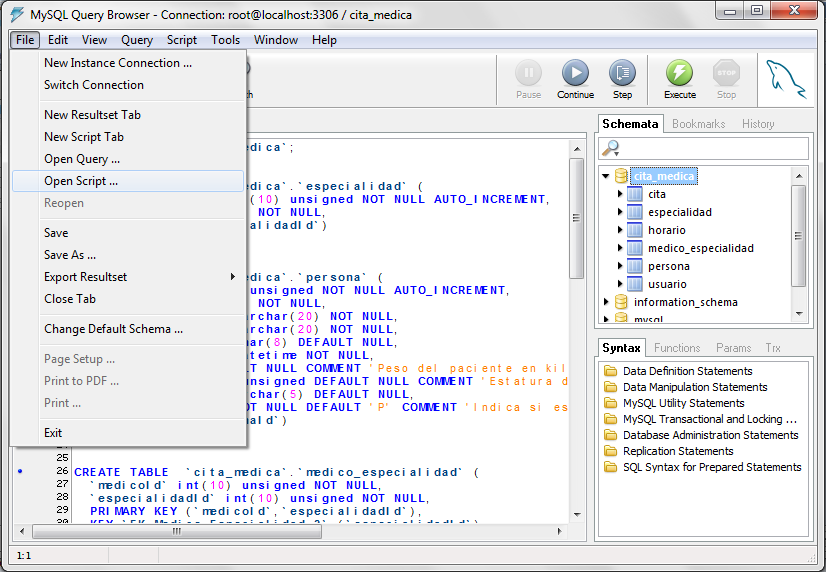 MySQL Query Browser - Connection: root@localhost:3306 / cita_medica
File Edit View Query Script Tools Window Help
New Instance Connection ...
Switch Connection
New Resultset Tab
New Script Tab
Open Query ...
Open Script ...
Reopen
Save
Save As ...
Export Resultset
Close Tab
Change Default Schema ...
Page Setup ...
Print to PDF ...
Print ...
Exit
Pause Continue Step Execute Stop
STOP
edica`;
edica`.`especialidad` (
(10) unsigned NOT NULL AUTO_INCREMENT,
NOT NULL,
alidadId`)
edica`.`persona` (
unsigned NOT NULL AUTO_INCREMENT,
NOT NULL,
rchar(20) NOT NULL,
rchar(20) NOT NULL,
har(8) DEFAULT NULL,
tetime NOT NULL,
LT NULL COMMENT 'Peso del paciente en kil
unsigned DEFAULT NULL COMMENT 'Estatura d
char(5) DEFAULT NULL,
OT NULL DEFAULT 'P' COMMENT 'Indica si es
dId`)
25
26 CREATE TABLE `cita_medica`.`medico_especialidad` (
27 `medicoId` int(10) unsigned NOT NULL,
28 `especialidadId` int(10) unsigned NOT NULL,
29 PRIMARY KEY (`medicoId`,`especialidadId`),
1:1
Schemata Bookmarks History
cita_medica
cita
especialidad
horario
medico_especialidad
persona
usuario
information_schema
mysql
Syntax Functions Params Trx
Data Definition Statements
Data Manipulation Statements
MySQL Utility Statements
MySQL Transactional and Locking ...
Database Administration Statements
Replication Statements
SQL Syntax for Prepared Statements